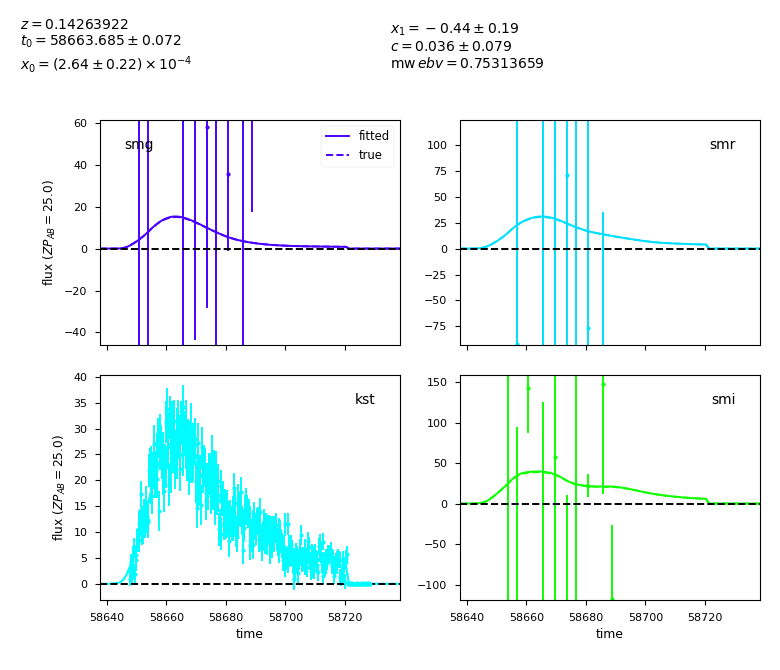 z = 0.14263922
t₀ = 58663.685 ± 0.072
x₀ = (2.64 ± 0.22) × 10⁻⁴
x₁ = −0.44 ± 0.19
c = 0.036 ± 0.079
mw ebv = 0.75313659
smg
fitted
true
60
40
20
0
−20
−40
flux (ZP_AB = 25.0)
smr
100
75
50
25
0
−25
−50
−75
kst
40
35
30
25
20
15
10
5
0
flux (ZP_AB = 25.0)
58640 58660 58680 58700 58720
time
smi
150
100
50
0
−50
−100
58640 58660 58680 58700 58720
time